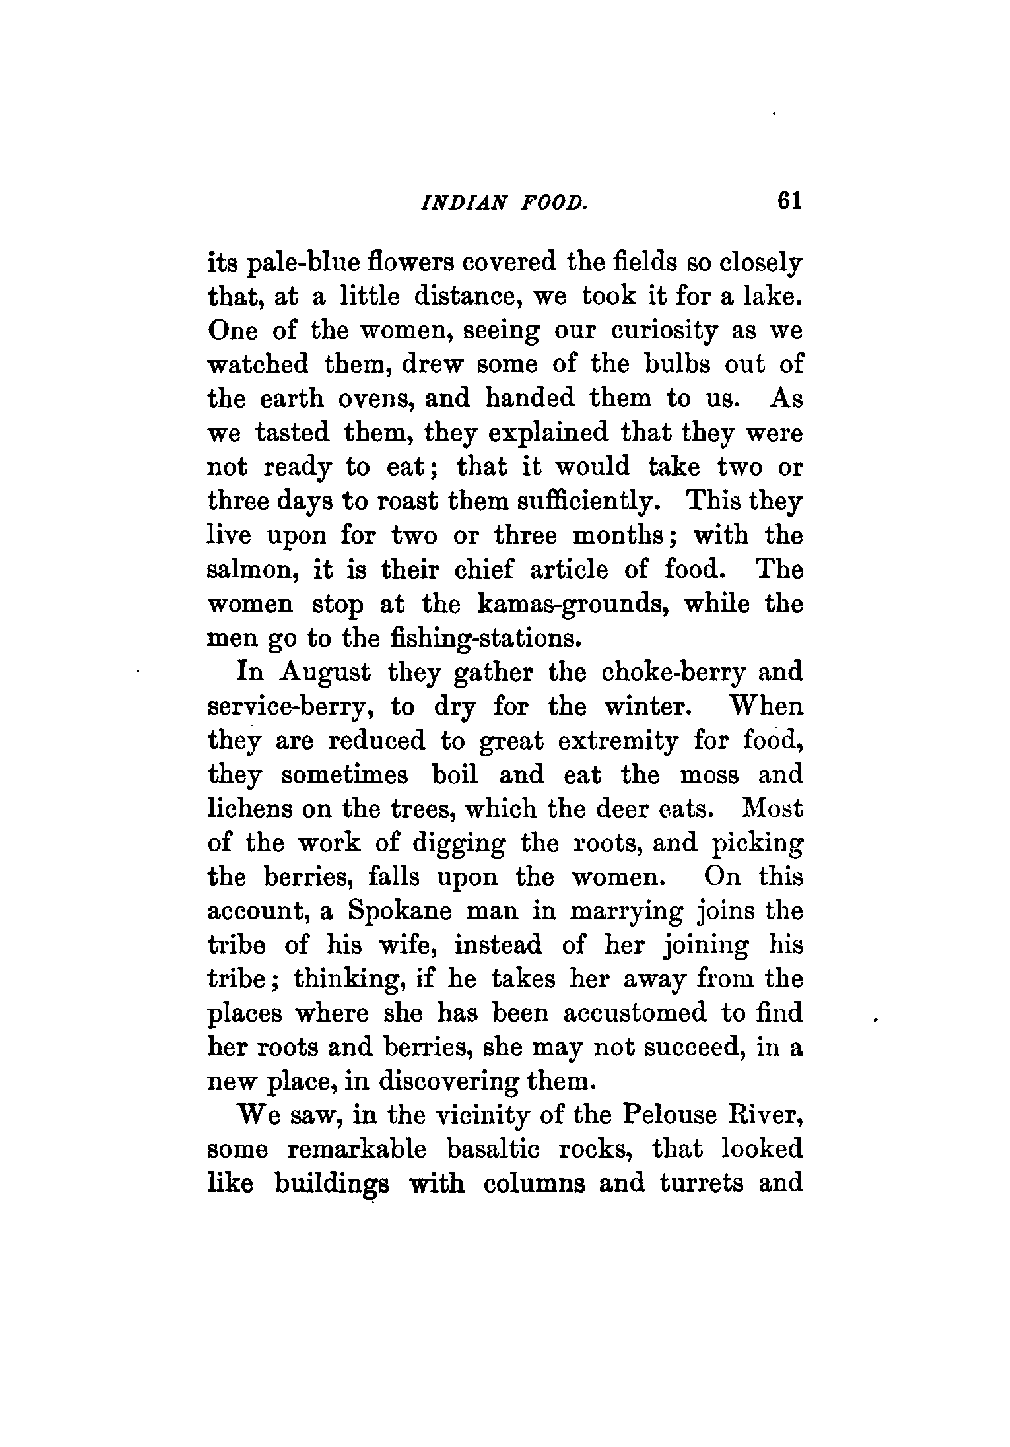 INDIAN FOOD. 61
its pale-blue flowers covered the fields so closely
that, at a little distance, we took it for a lake.
One of the women, seeing our curiosity as we
watched them, drew some of the bulbs out of
the earth ovens, and handed them to us. As
we tasted them, they explained that they were
not ready to eat; that it would take two or
three days to roast them sufficiently. This they
live upon for two or three months; with the
salmon, it is their chief article of food. The
women stop at the kamas-grounds, while the
men go to the fishing-stations.
In August they gather the choke-berry and
service-berry, to dry for the winter. When
they are reduced to great extremity for food,
they sometimes boil and eat the moss and
lichens on the trees, which the deer eats. Most
of the work of digging the roots, and picking
the berries, falls upon the women. On this
account, a Spokane man in marrying joins the
tribe of his wife, instead of her joining his
tribe; thinking, if he takes her away from the
places where she has been accustomed to find
her roots and berries, she may not succeed, in a
new place, in discovering them.
We saw, in the vicinity of the Pelouse River,
some remarkable basaltic rocks, that looked
like buildings with columns and turrets and